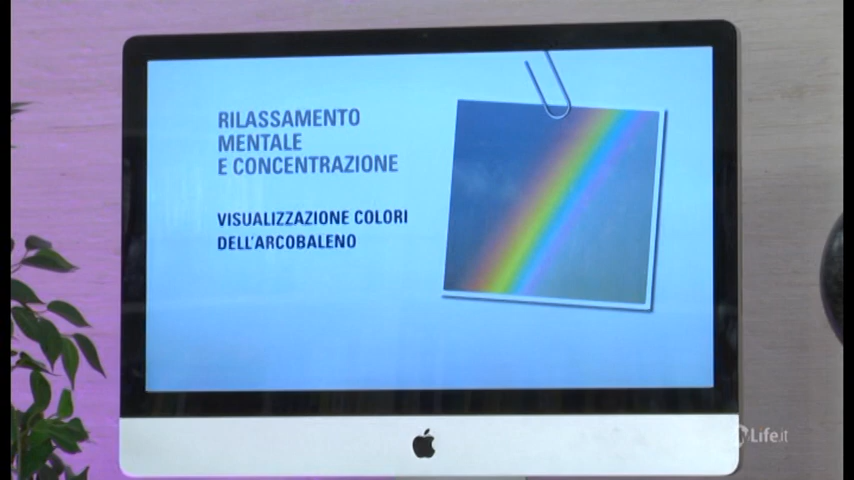 RILASSAMENTO
MENTALE
E CONCENTRAZIONE
VISUALIZZAZIONE COLORI
DELL'ARCOBALENO
Life.it